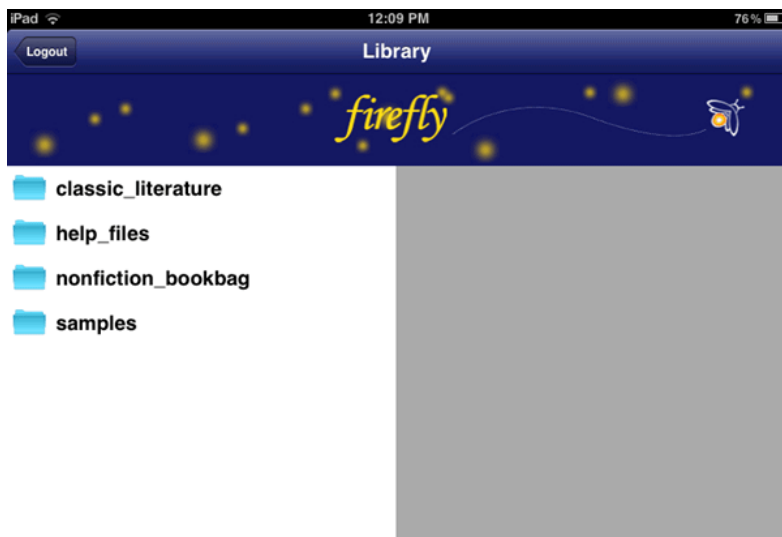 iPad 12:09 PM 76%
Logout Library
firefly
classic_literature
help_files
nonfiction_bookbag
samples